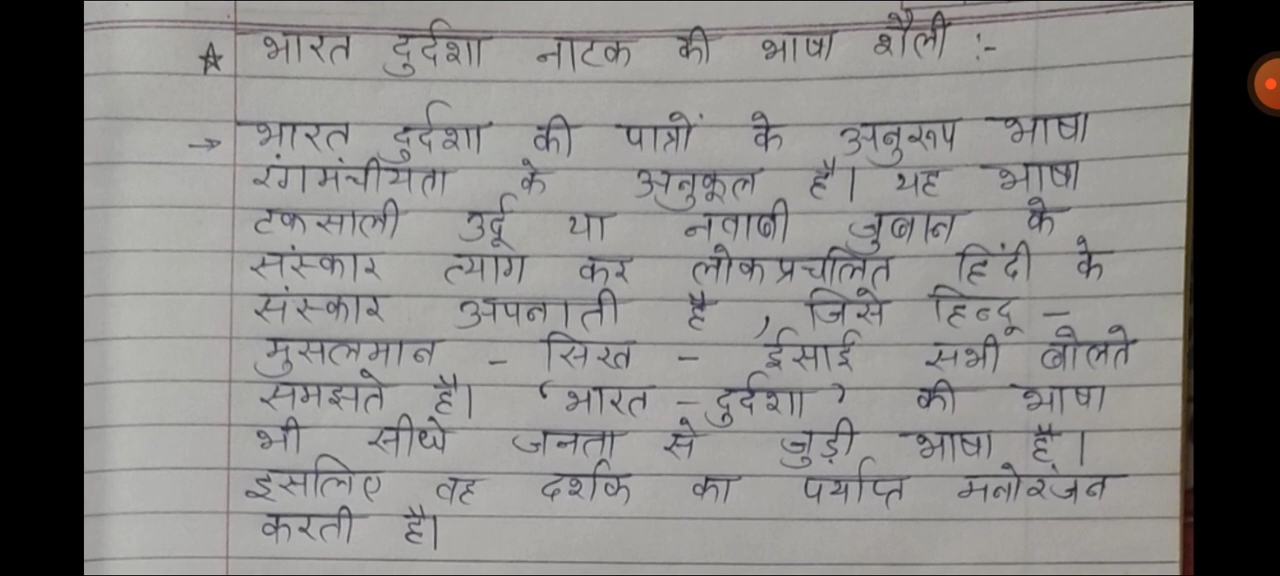 ☆ भारत दुर्दशा नाटक की भाषा शैली :-
→ भारत दुर्दशा की पात्रों के अनुरूप भाषा
रंगमंचीयता के अनुकूल है। यह भाषा
टकसाली उर्दू या नवाबी जुबान के
संस्कार त्याग कर लोकप्रचलित हिंदी के
संस्कार अपनाती है, जिसे हिन्दू -
मुसलमान - सिख - ईसाई सभी बोलते
समझते है। 'भारत - दुर्दशा' की भाषा
भी सीधे जनता से जुड़ी भाषा है।
इसलिए वह दर्शक का पर्याप्त मनोरंजन
करती है।